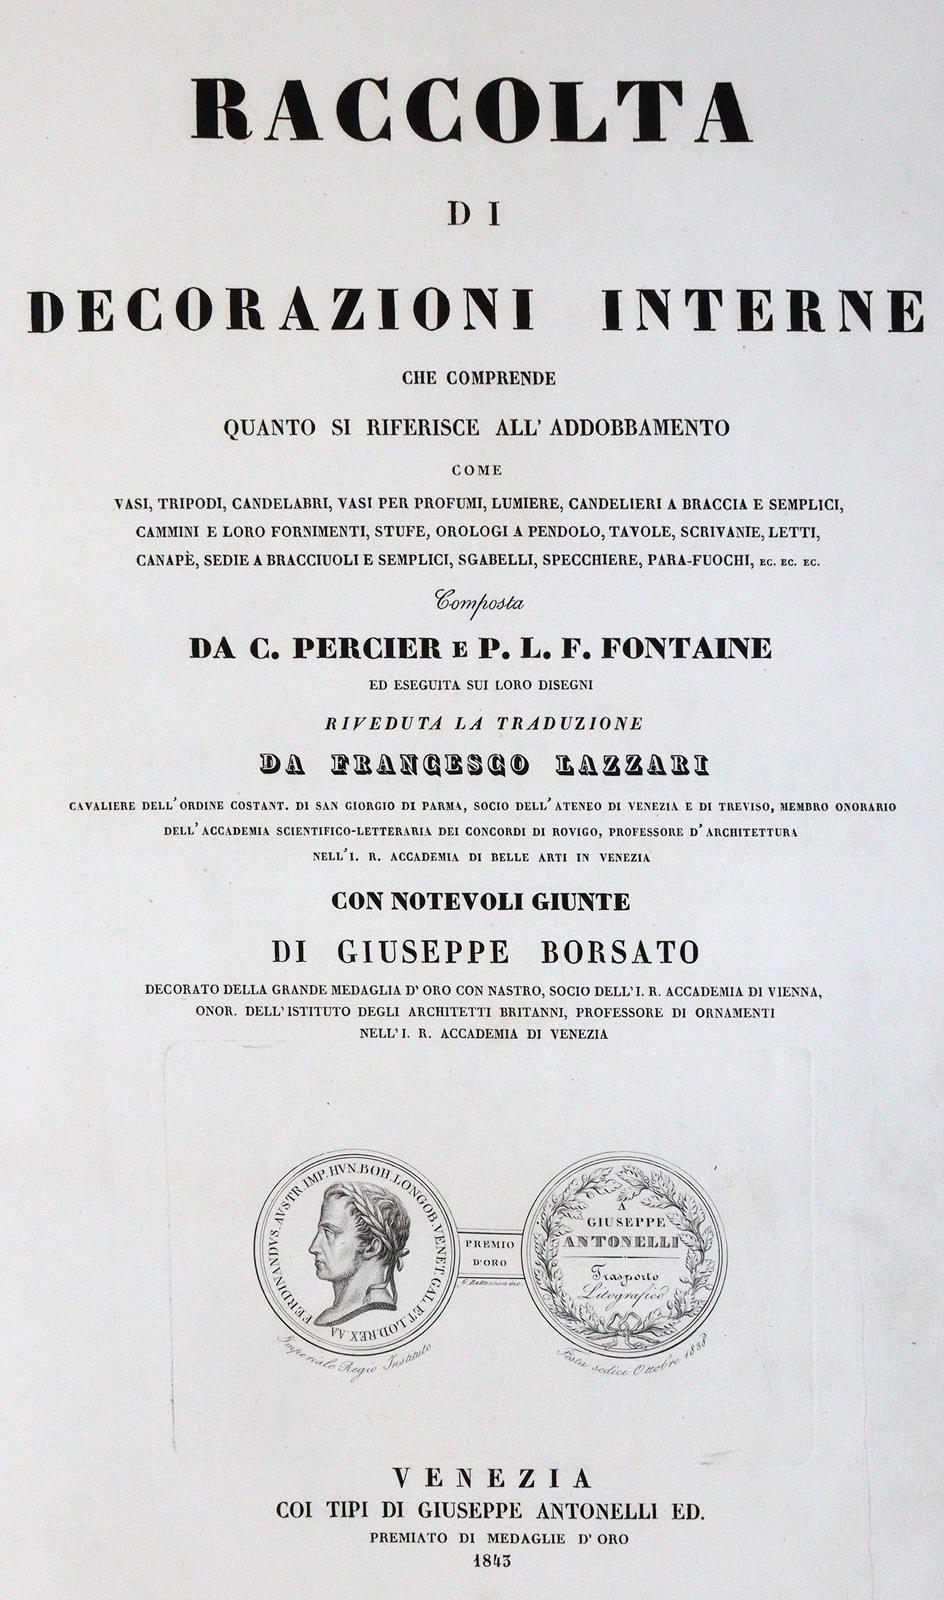 RACCOLTA
DI
DECORAZIONI INTERNE
CHE COMPRENDE
QUANTO SI RIFERISCE ALL' ADDOBBAMENTO
COME
VASI, TRIPODI, CANDELABRI, VASI PER PROFUMI, LUMIERE, CANDELIERI A BRACCIA E SEMPLICI,
CAMMINI E LORO FORNIMENTI, STUFE, OROLOGI A PENDOLO, TAVOLE, SCRIVANIE, LETTI,
CANAPÈ, SEDIE A BRACCIUOLI E SEMPLICI, SGABELLI, SPECCHIERE, PARA-FUOCHI, EC. EC. EC.
Composta
DA C. PERCIER E P. L. F. FONTAINE
ED ESEGUITA SUI LORO DISEGNI
RIVEDUTA LA TRADUZIONE
DA FRANCESCO LAZZARI
CAVALIERE DELL'ORDINE COSTANT. DI SAN GIORGIO DI PARMA, SOCIO DELL'ATENEO DI VENEZIA E DI TREVISO, MEMBRO ONORARIO
DELL'ACCADEMIA SCIENTIFICO-LETTERARIA DEI CONCORDI DI ROVIGO, PROFESSORE D'ARCHITETTURA
NELL'I. R. ACCADEMIA DI BELLE ARTI IN VENEZIA
CON NOTEVOLI GIUNTE
DI GIUSEPPE BORSATO
DECORATO DELLA GRANDE MEDAGLIA D' ORO CON NASTRO, SOCIO DELL'I. R. ACCADEMIA DI VIENNA,
ONOR. DELL'ISTITUTO DEGLI ARCHITETTI BRITANNI, PROFESSORE DI ORNAMENTI
NELL'I. R. ACCADEMIA DI VENEZIA
FERDINANDVS. AVSTR. IMP. HVN. BOH. LONGOB. VENET. GAL. ET. LOD. REX. AA
Imperiale Regio Instituto
PREMIO
D'ORO
A
GIUSEPPE
ANTONELLI
Trasporto
Litografico
Festa sedici Ottobre 1838
VENEZIA
COI TIPI DI GIUSEPPE ANTONELLI ED.
PREMIATO DI MEDAGLIE D' ORO
1843